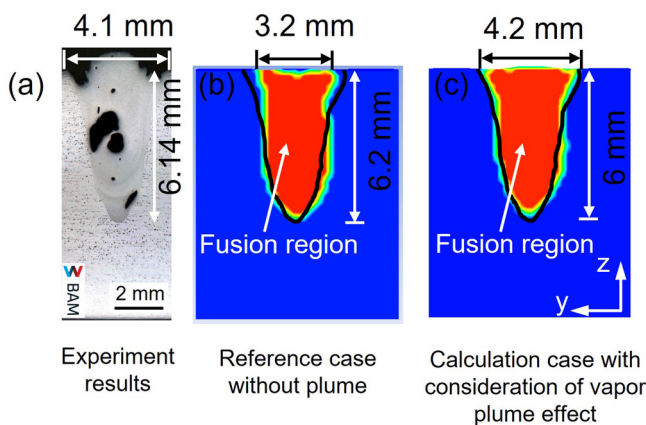 4.1 mm
3.2 mm
4.2 mm
(a)
(b)
(c)
6.14 mm
6.2 mm
6 mm
Fusion region
Fusion region
BAM
2 mm
z
y
Experiment
results
Reference case
without plume
Calculation case with
consideration of vapor
plume effect